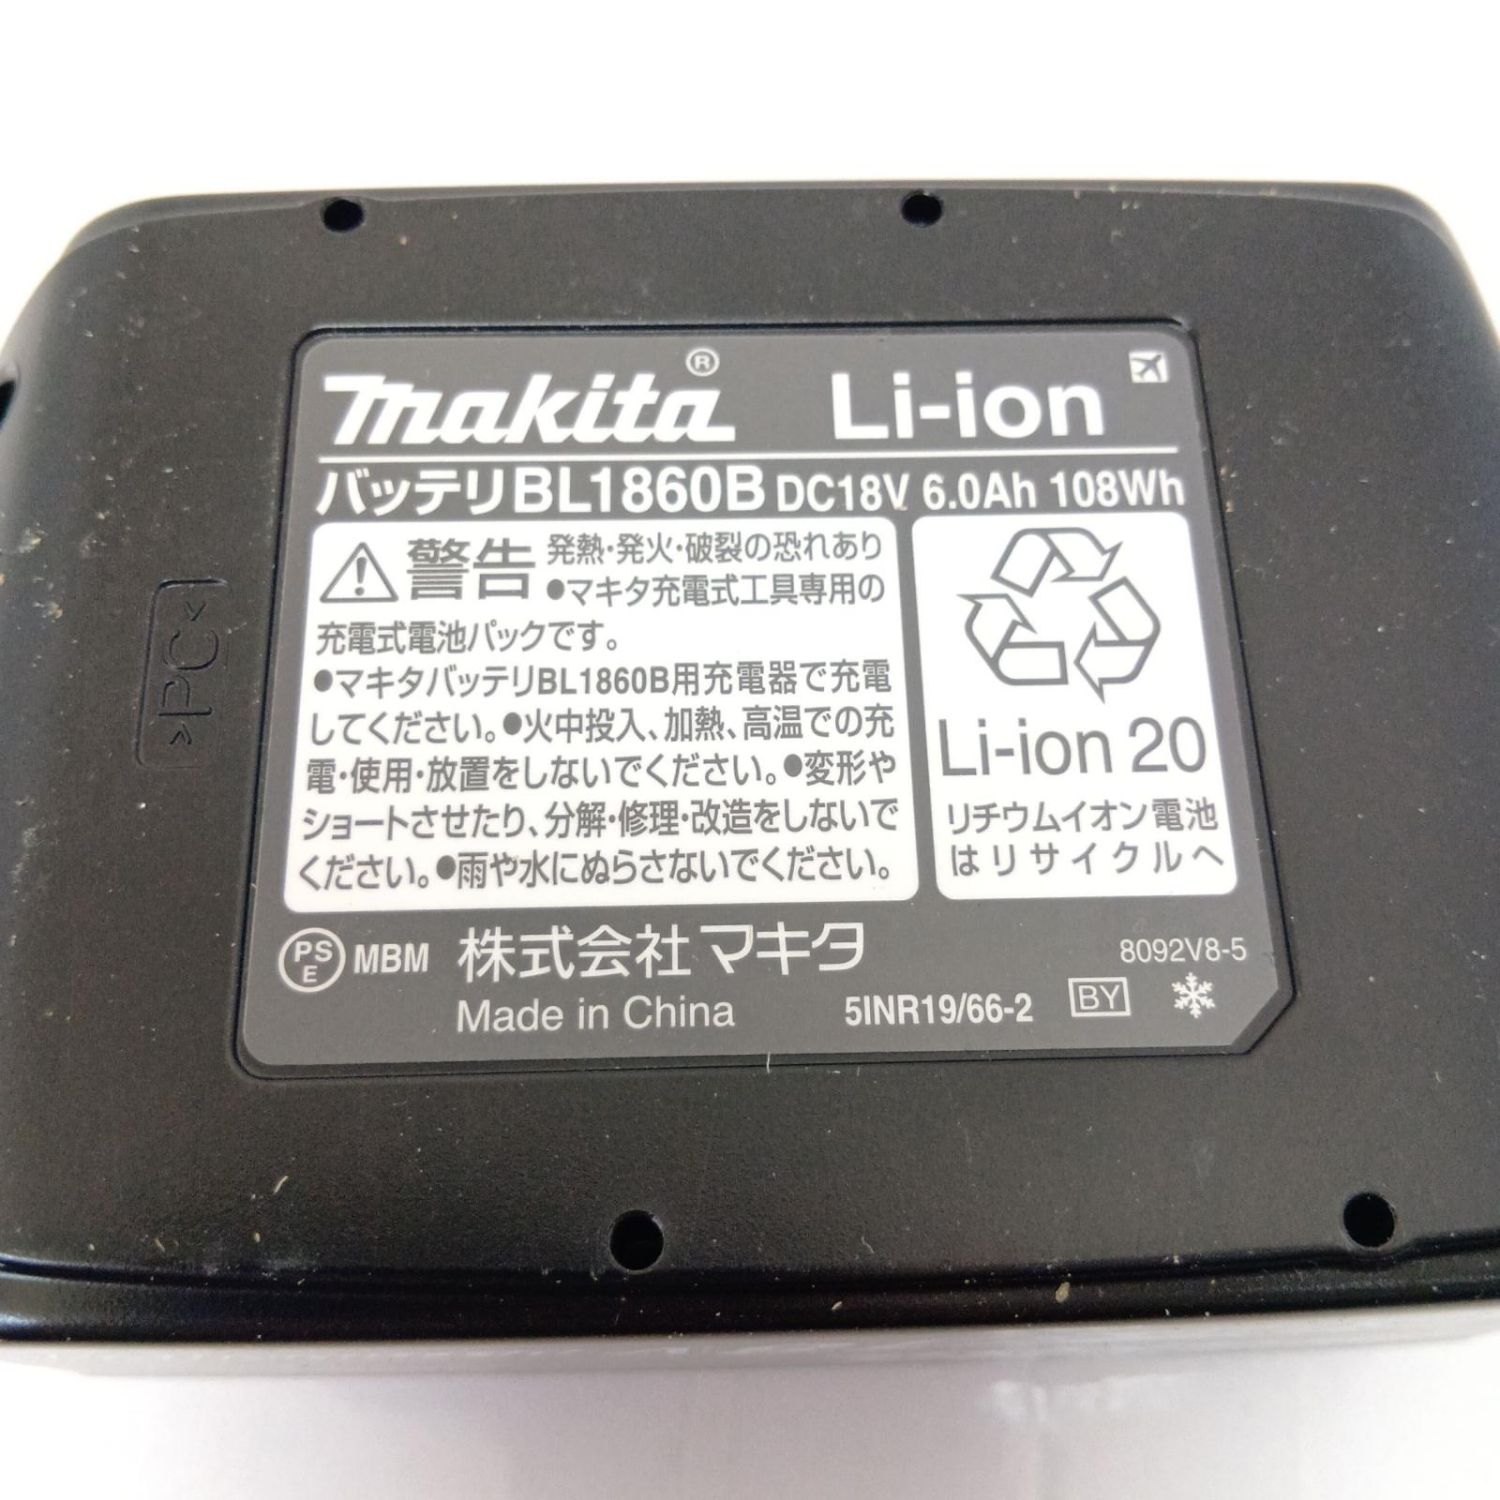 makita® Li-ion
バッテリBL1860B DC18V 6.0Ah 108Wh
警告 発熱・発火・破裂の恐れあり
●マキタ充電式工具専用の
充電式電池パックです。
●マキタバッテリBL1860B用充電器で充電
してください。●火中投入、加熱、高温での充
電・使用・放置をしないでください。●変形や
ショートさせたり、分解・修理・改造をしないで
ください。●雨や水にぬらさないでください。
Li-ion 20
リチウムイオン電池
はリサイクルへ
PS
E
MBM 株式会社マキタ
8092V8-5
Made in China
5INR19/66-2
BY
>PC<